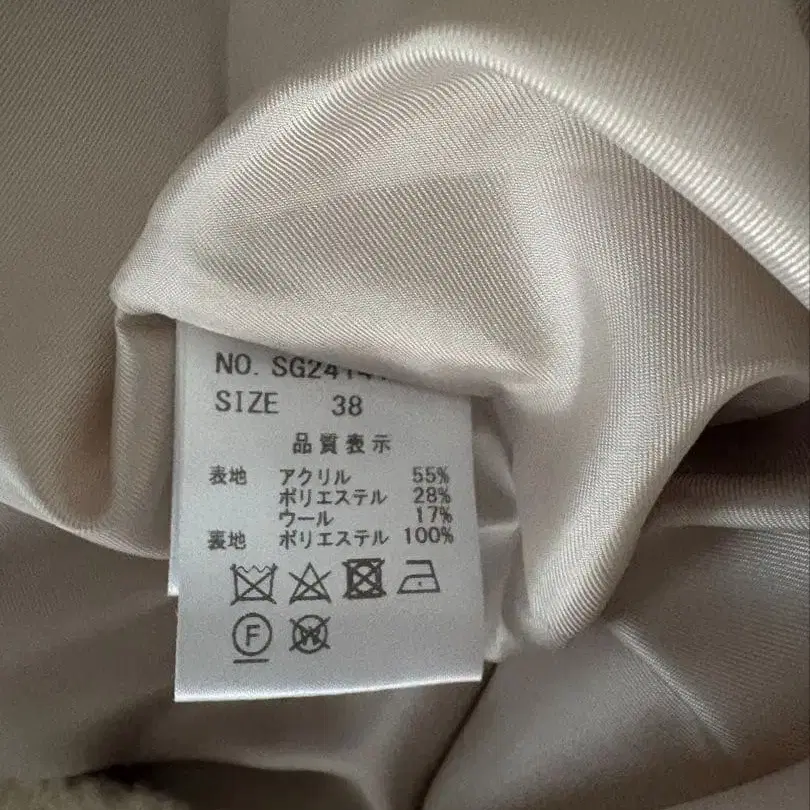 NO. SG2414
SIZE 38
品質表示
表地 アクリル 55%
ポリエステル 28%
ウール 17%
裏地 ポリエステル 100%
F W